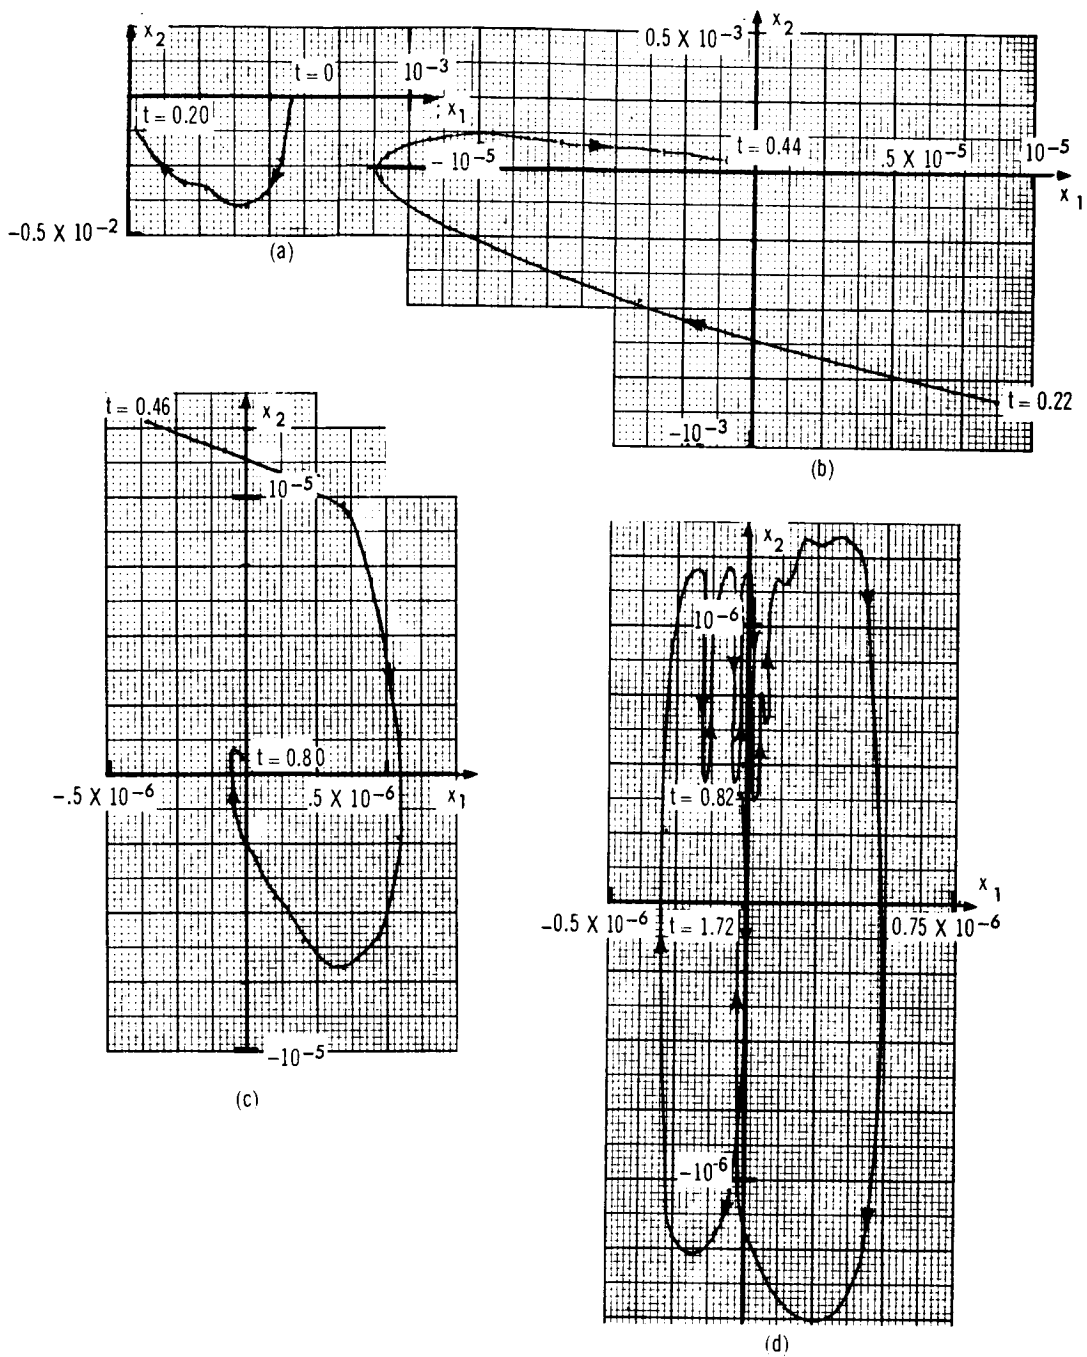 x2
t = 0
10-3
x1
t = 0.20
-0.5 X 10-2
(a)
0.5 X 10-3
x2
-10-5
t = 0.44
.5 X 10-5
10-5
x1
t = 0.22
-10-3
(b)
t = 0.46
x2
10-5
t = 0.80
-.5 X 10-6
.5 X 10-6
x1
-10-5
(c)
x2
10-6
t = 0.82
x1
-0.5 X 10-6
t = 1.72
0.75 X 10-6
-10-6
(d)